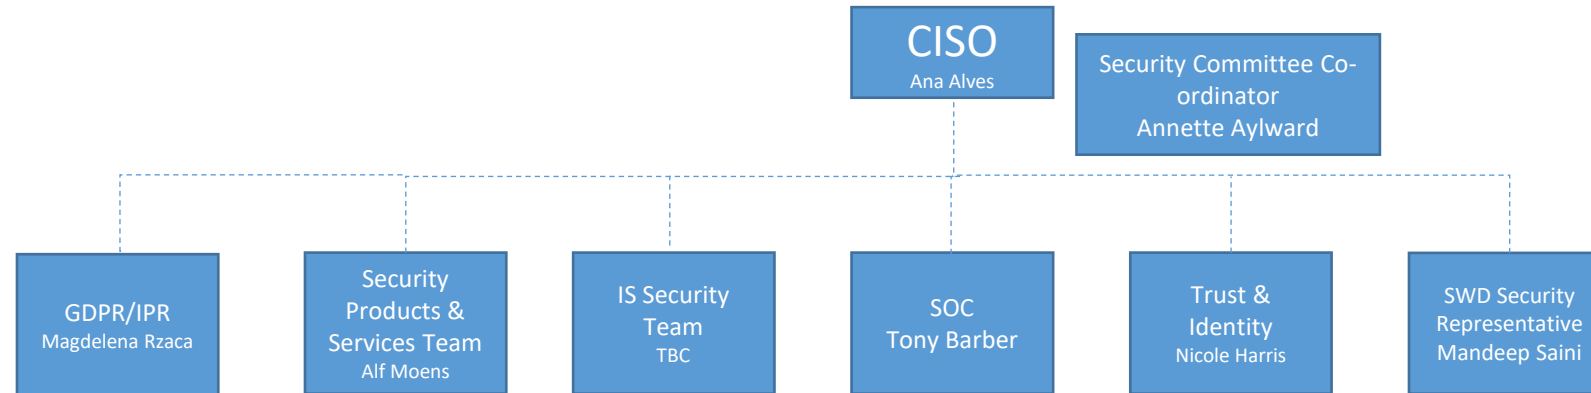 CISO
Ana Alves
Security Committee Co-
ordinator
Annette Aylward
GDPR/IPR
Magdelena Rzaca
Security
Products &
Services Team
Alf Moens
IS Security
Team
TBC
SOC
Tony Barber
Trust &
Identity
Nicole Harris
SWD Security
Representative
Mandeep Saini